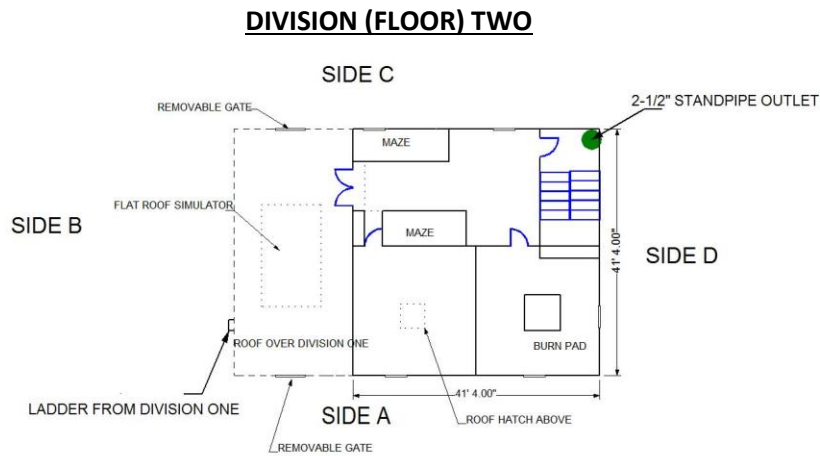 DIVISION (FLOOR) TWO
SIDE C
2-1/2" STANDPIPE OUTLET
REMOVABLE GATE
MAZE
FLAT ROOF SIMULATOR
SIDE B
MAZE
41' 4.00"
SIDE D
ROOF OVER DIVISION ONE
BURN PAD
41' 4.00"
LADDER FROM DIVISION ONE
SIDE A
ROOF HATCH ABOVE
REMOVABLE GATE